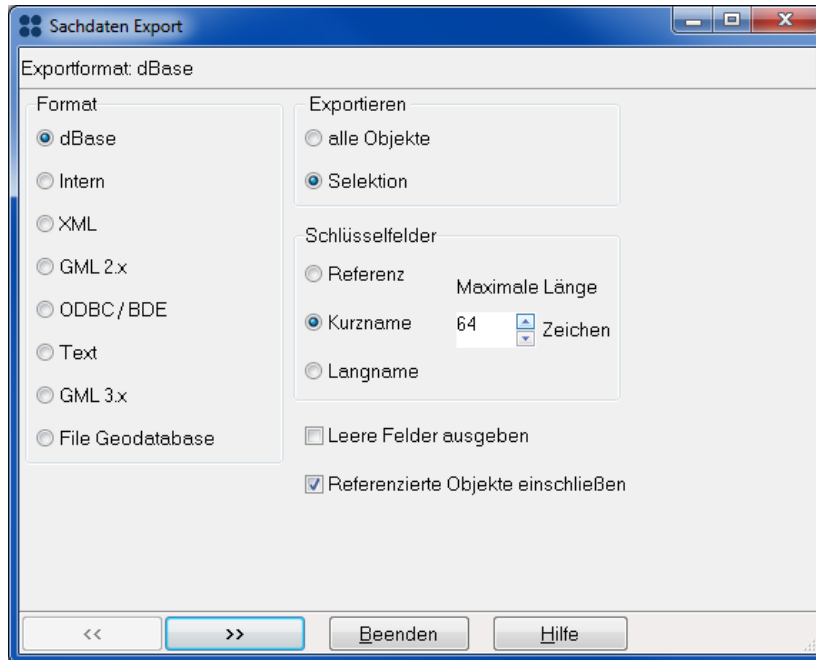 Sachdaten Export
Exportformat: dBase
Format
dBase
Intern
XML
GML 2.x
ODBC / BDE
Text
GML 3.x
File Geodatabase
Exportieren
alle Objekte
Selektion
Schlüsselfelder
Referenz
Maximale Länge
Kurzname 64 Zeichen
Langname
Leere Felder ausgeben
Referenzierte Objekte einschließen
<< >> Beenden Hilfe